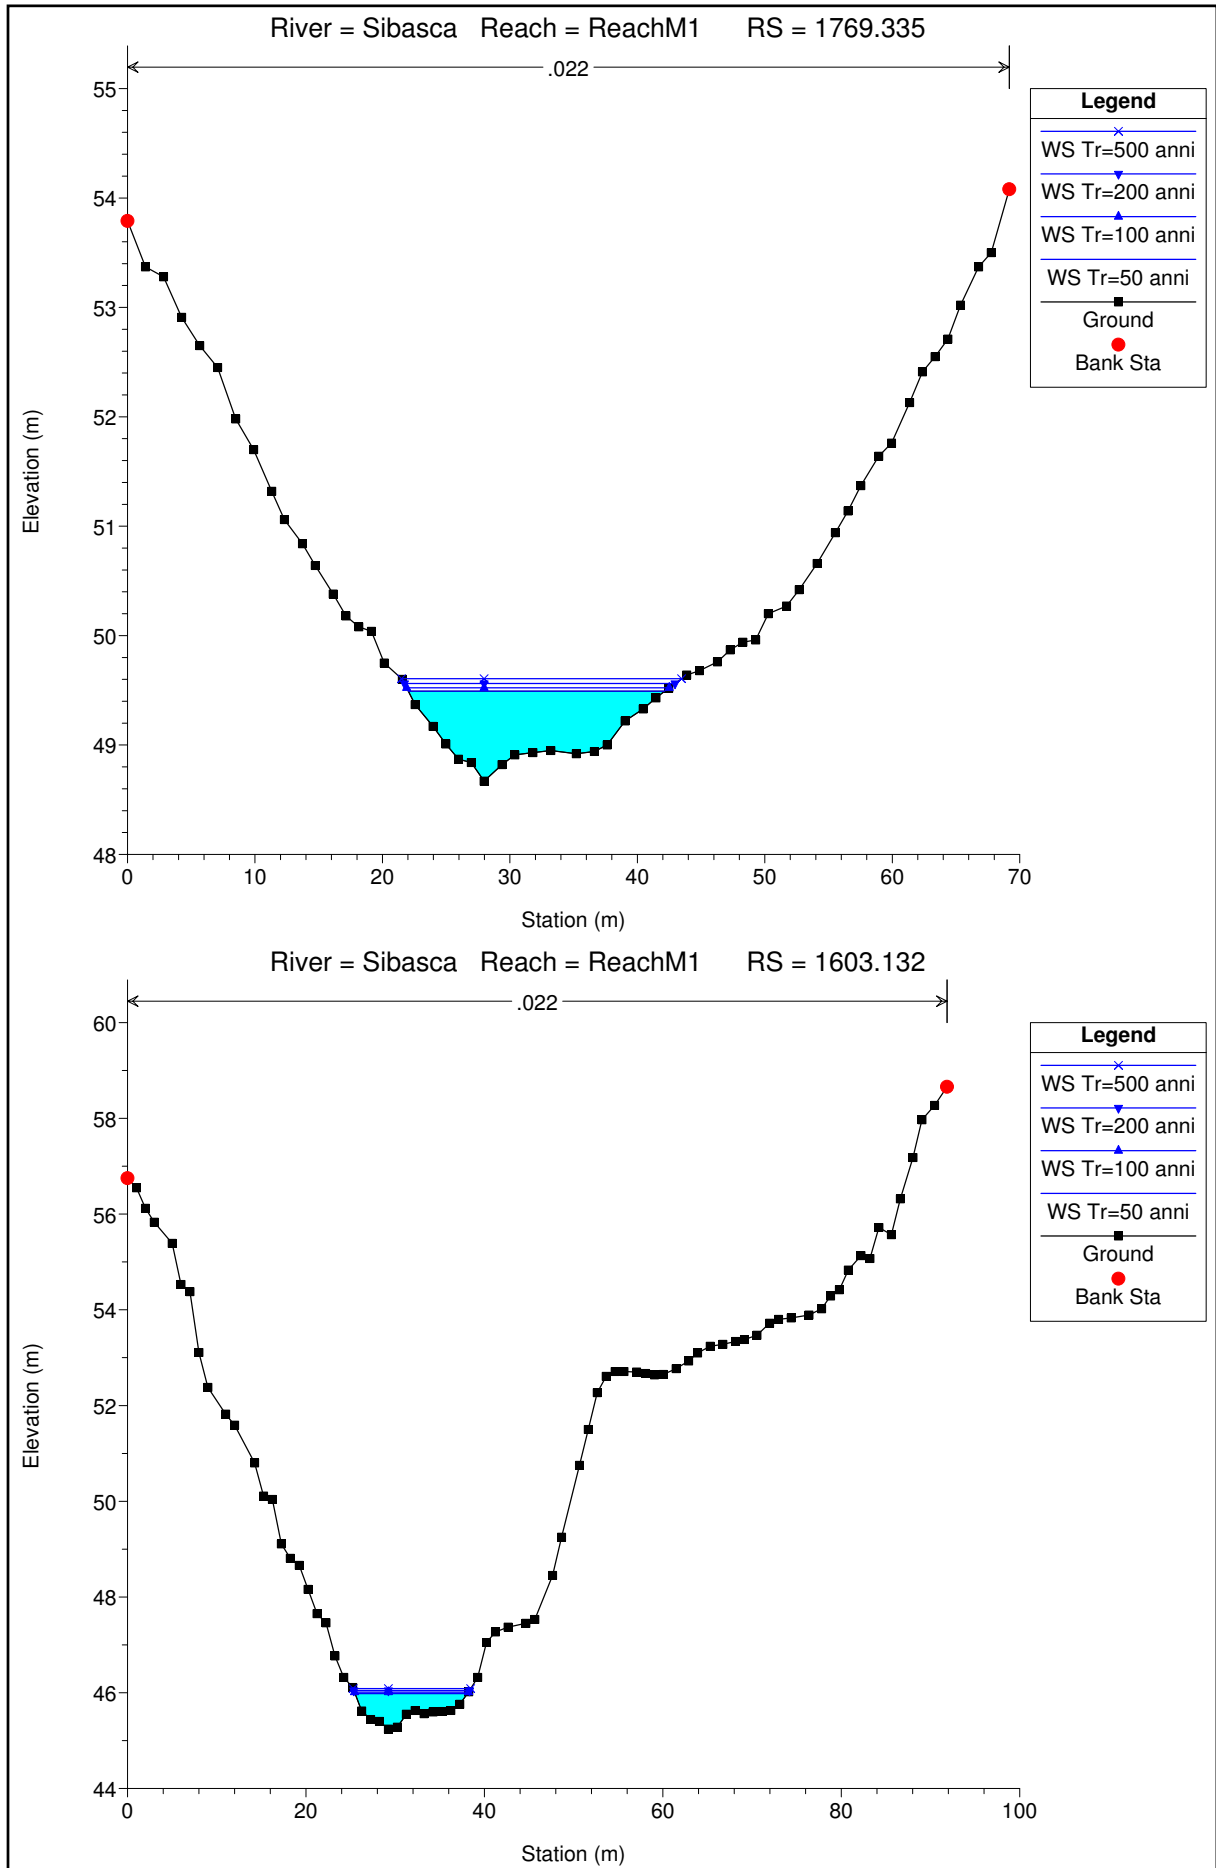 River = Sibasca Reach = ReachM1 RS = 1769.335
.022
55
54
53
52
51
50
49
48
Elevation (m)
0 10 20 30 40 50 60 70
Station (m)
Legend
WS Tr=500 anni
WS Tr=200 anni
WS Tr=100 anni
WS Tr=50 anni
Ground
Bank Sta
River = Sibasca Reach = ReachM1 RS = 1603.132
.022
60
58
56
54
52
50
48
46
44
Elevation (m)
0 20 40 60 80 100
Station (m)
Legend
WS Tr=500 anni
WS Tr=200 anni
WS Tr=100 anni
WS Tr=50 anni
Ground
Bank Sta